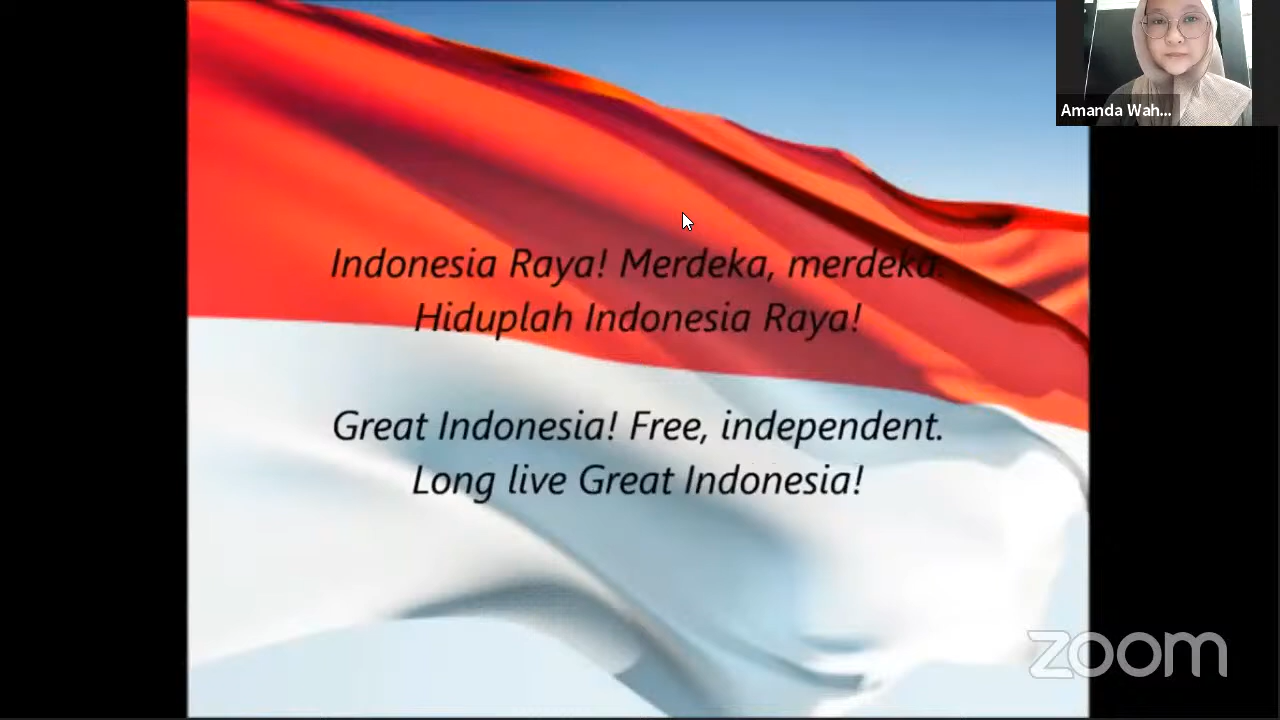 Amanda Wah...
Indonesia Raya! Merdeka, merdeka.
Hiduplah Indonesia Raya!
Great Indonesia! Free, independent.
Long live Great Indonesia!
zoom